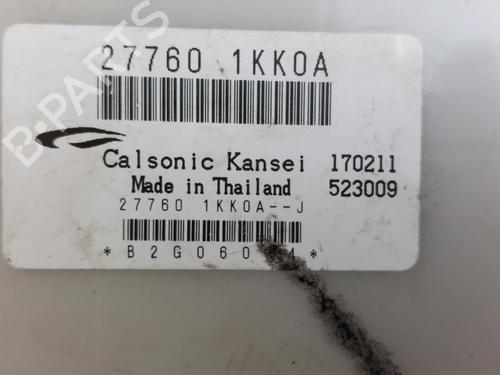 27760 1KK0A
B-PARTS
Calsonic Kansei 170211
Made in Thailand 523009
27760 1KK0A--J